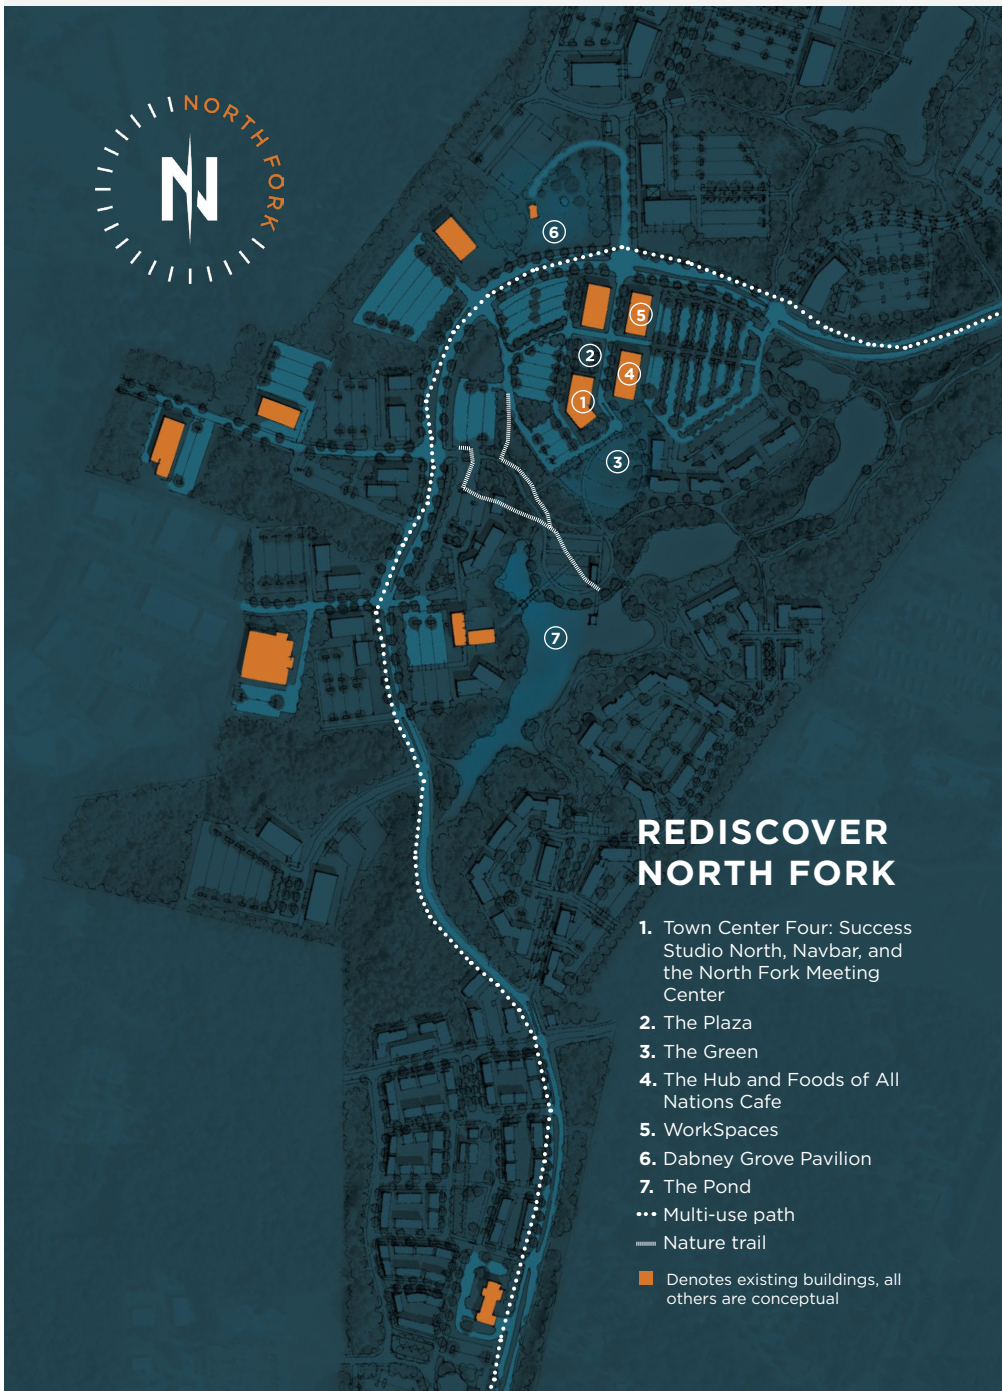 NORTH FORK
N
6
5
2
4
1
3
7
REDISCOVER
NORTH FORK
1. Town Center Four: Success
Studio North, Navbar, and
the North Fork Meeting
Center
2. The Plaza
3. The Green
4. The Hub and Foods of All
Nations Cafe
5. WorkSpaces
6. Dabney Grove Pavilion
7. The Pond
Multi-use path
Nature trail
Denotes existing buildings, all
others are conceptual